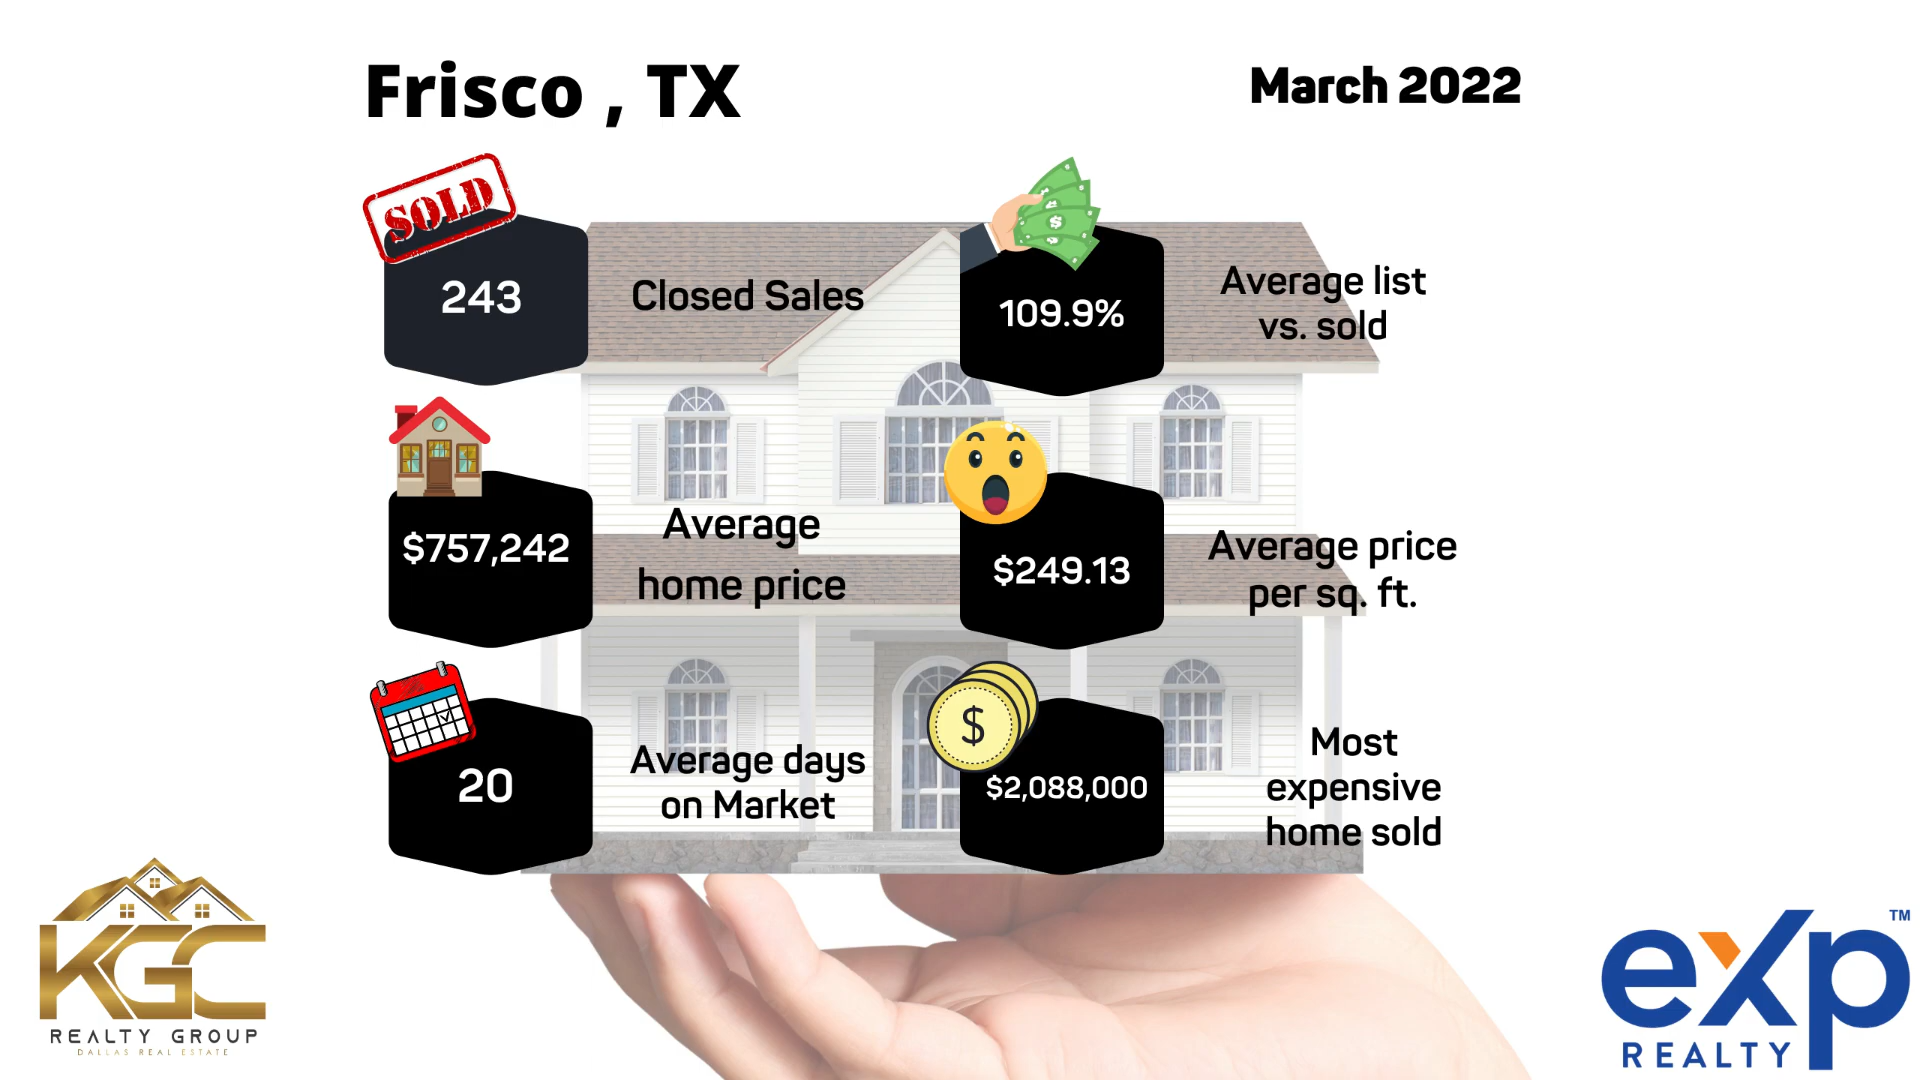 Frisco , TX
March 2022
SOLD
243
Closed Sales
109.9%
Average list
vs. sold
$757,242
Average
home price
$249.13
Average price
per sq. ft.
20
Average days
on Market
$
$2,088,000
Most
expensive
home sold
KGC
REALTY GROUP
DALLAS REAL ESTATE
eXp™
REALTY